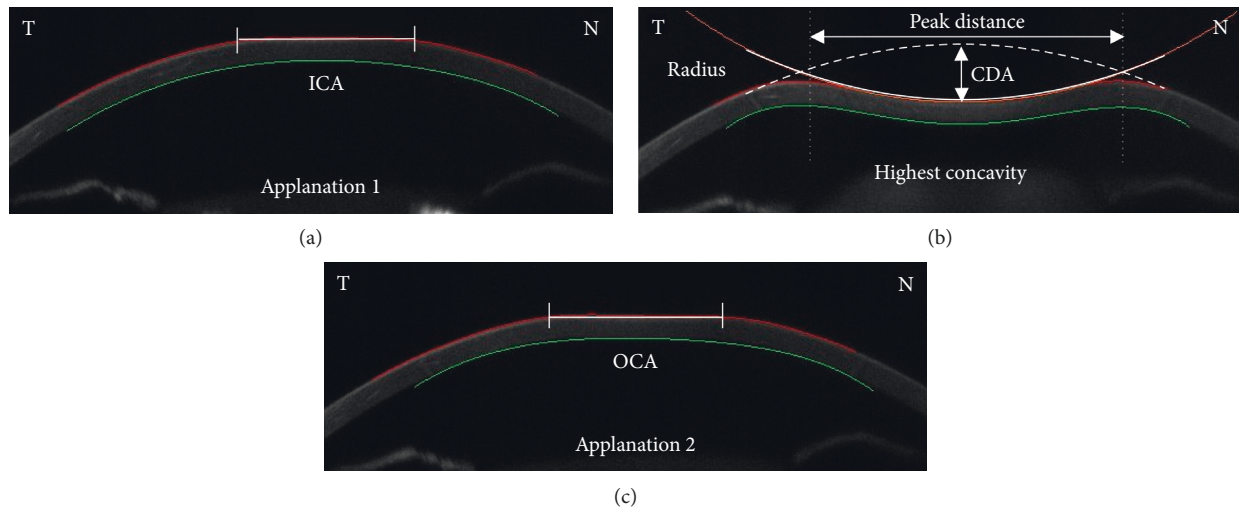 T
N
ICA
Applanation 1
(a)
T
Peak distance
N
Radius
CDA
Highest concavity
(b)
T
N
OCA
Applanation 2
(c)